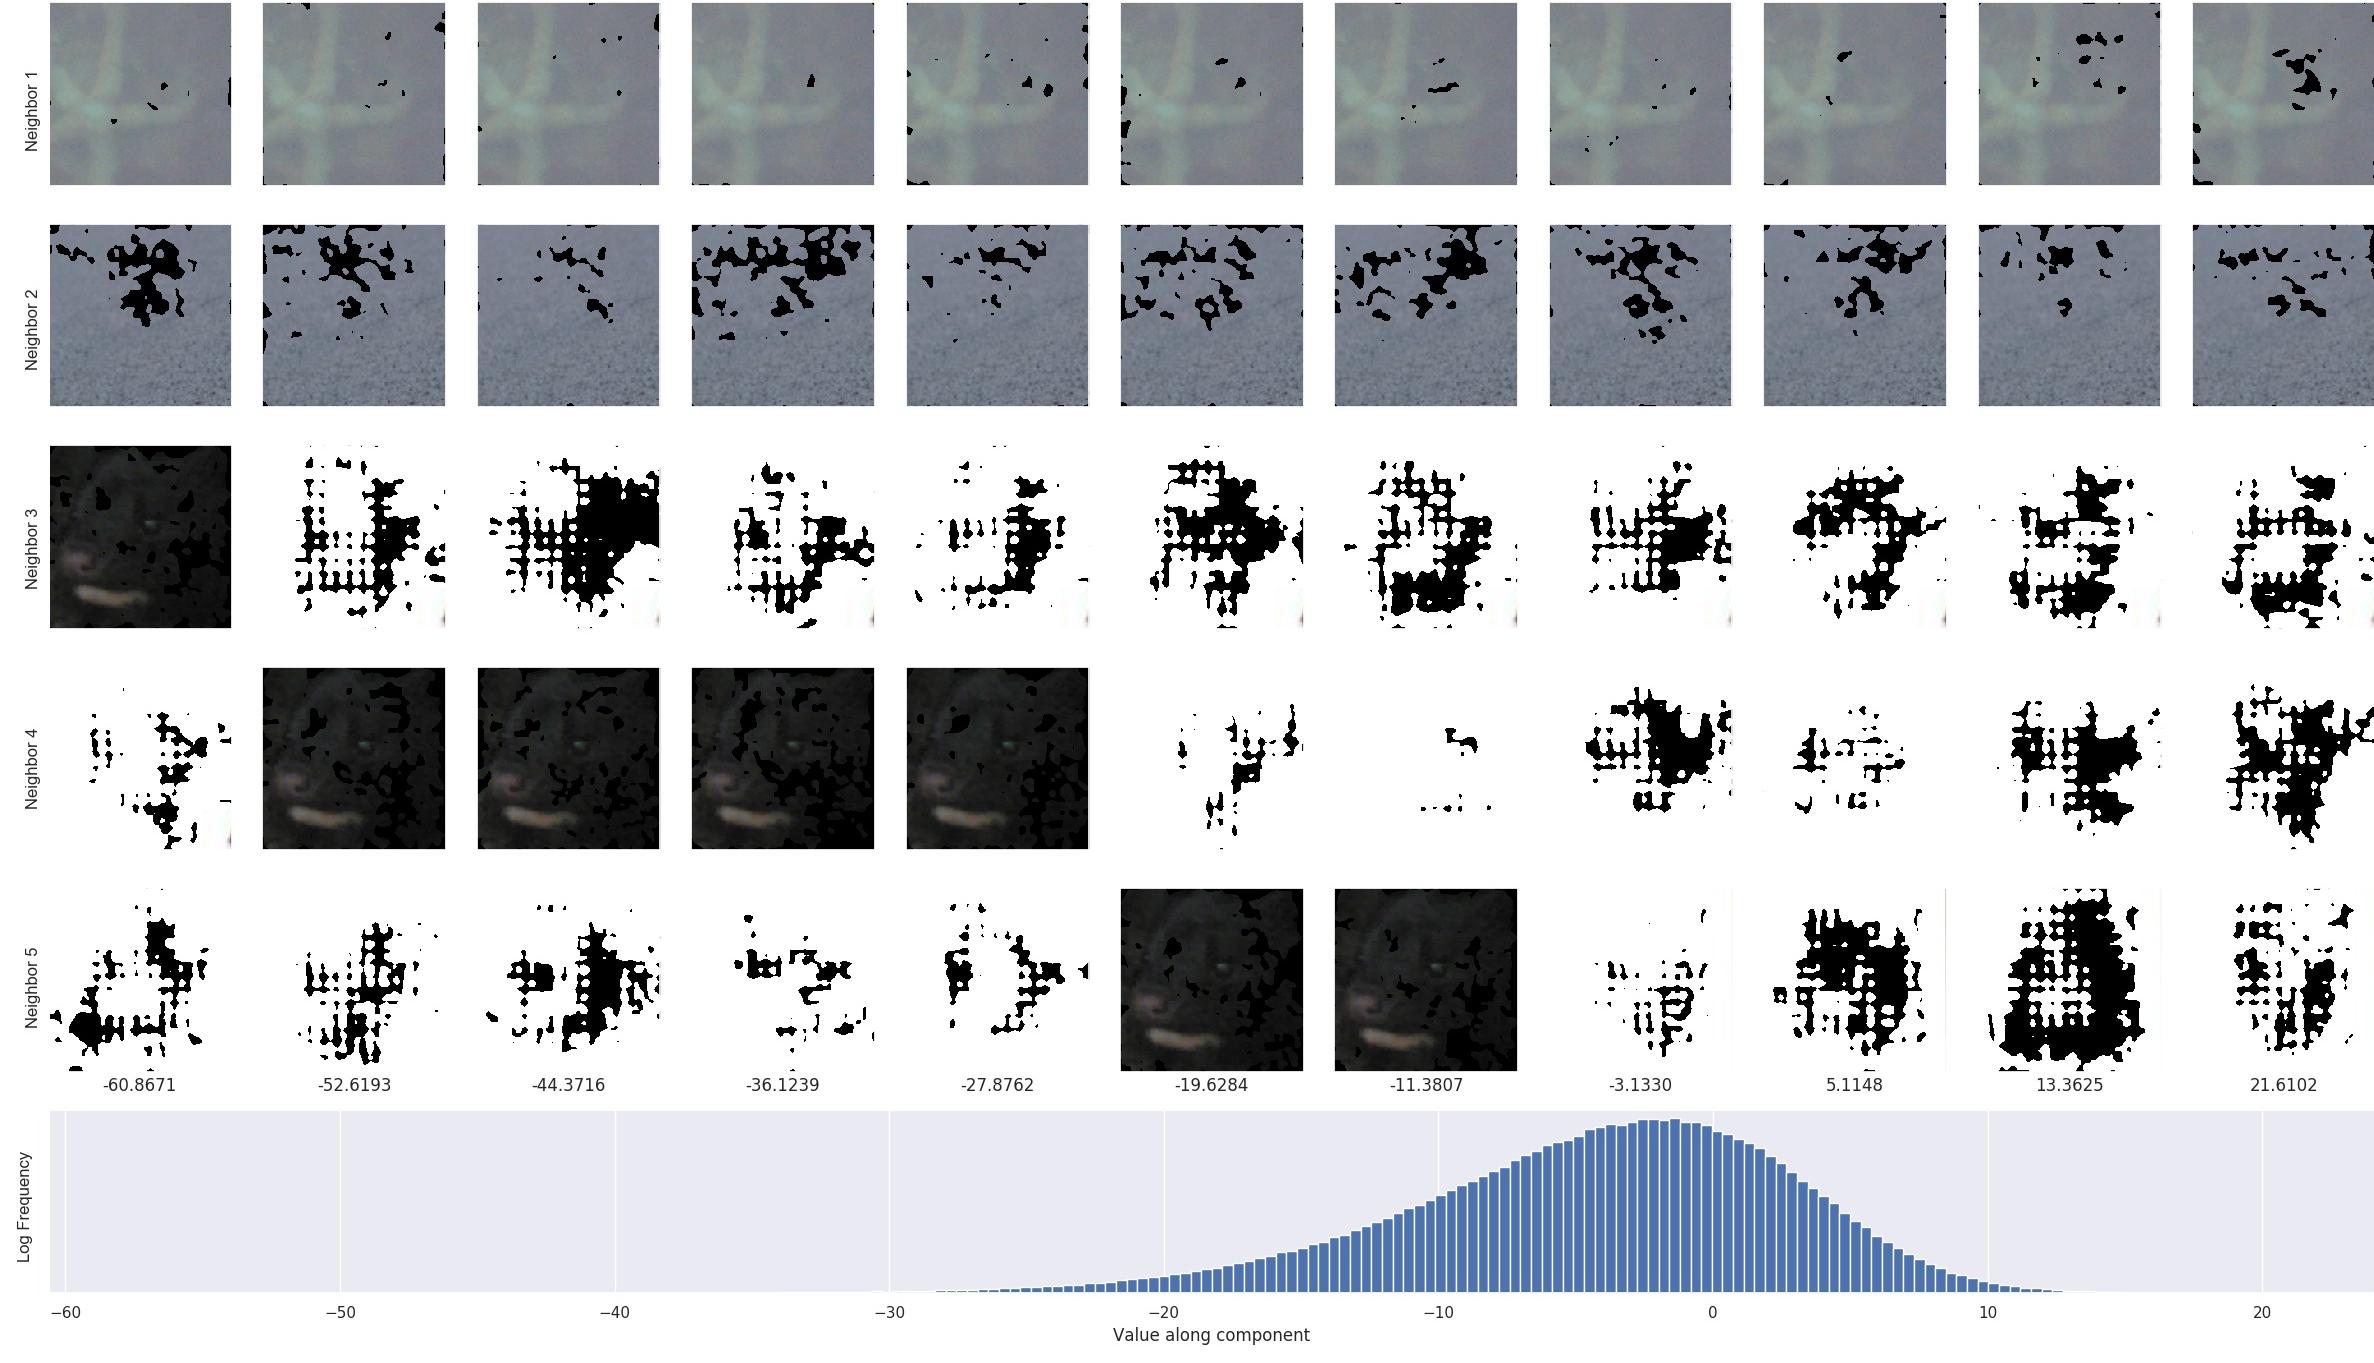 Neighbor 1
Neighbor 2
Neighbor 3
Neighbor 4
Neighbor 5
-60.8671 -52.6193 -44.3716 -36.1239 -27.8762 -19.6284 -11.3807 -3.1330 5.1148 13.3625 21.6102
Log Frequency
−60 −50 −40 −30 −20 −10 0 10 20
Value along component